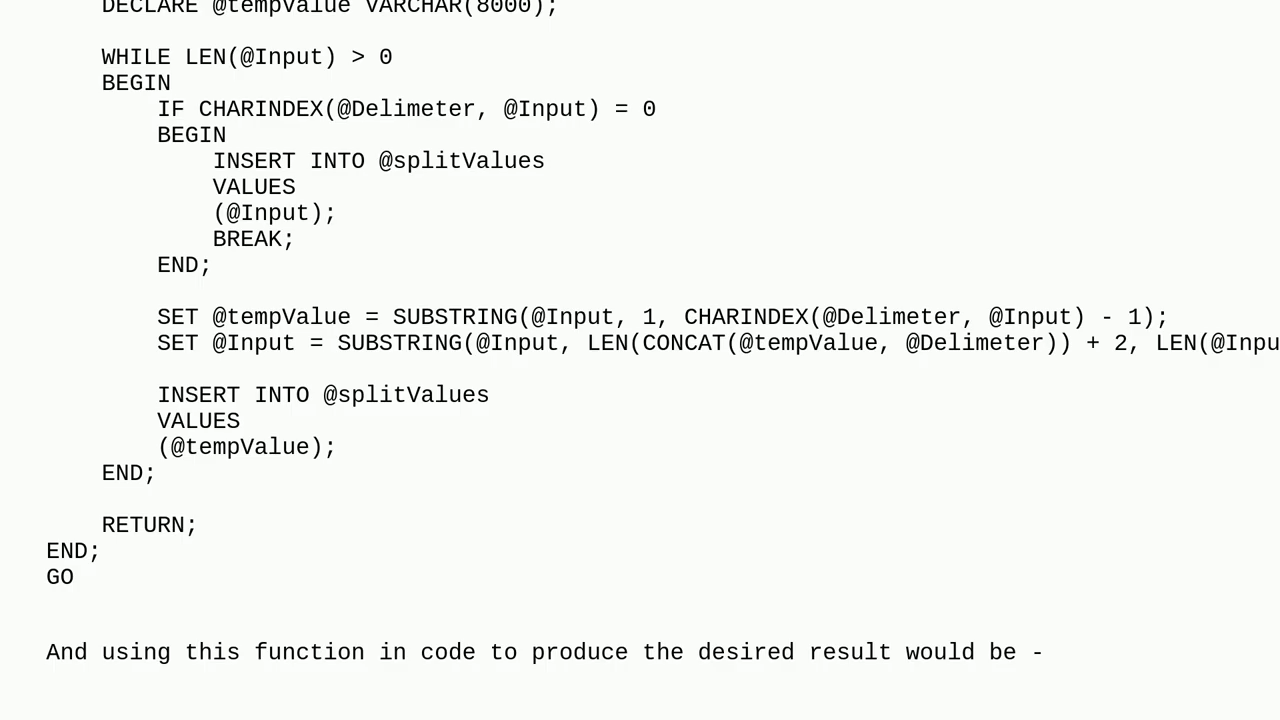 DECLARE @tempValue VARCHAR(8000);
WHILE LEN(@Input) > 0
BEGIN
IF CHARINDEX(@Delimeter, @Input) = 0
BEGIN
INSERT INTO @splitValues
VALUES
(@Input);
BREAK;
END;
SET @tempValue = SUBSTRING(@Input, 1, CHARINDEX(@Delimeter, @Input) - 1);
SET @Input = SUBSTRING(@Input, LEN(CONCAT(@tempValue, @Delimeter)) + 2, LEN(@Inpu
INSERT INTO @splitValues
VALUES
(@tempValue);
END;
RETURN;
END;
GO
And using this function in code to produce the desired result would be -